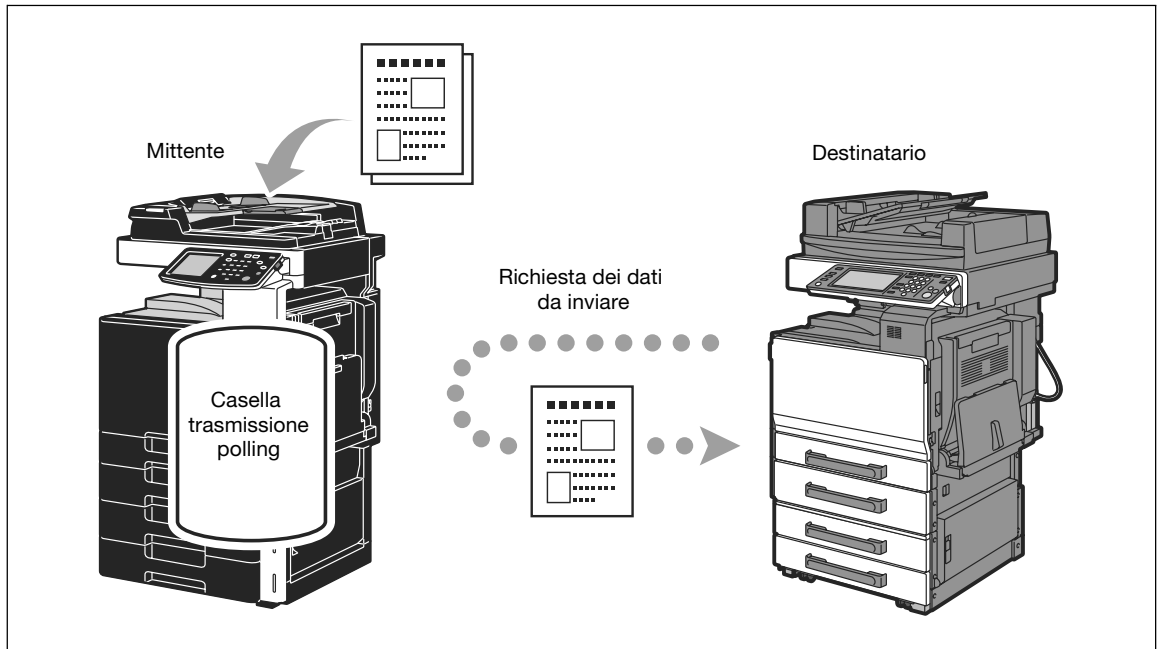 Mittente
Destinatario
Richiesta dei dati
da inviare
Casella
trasmissione
polling